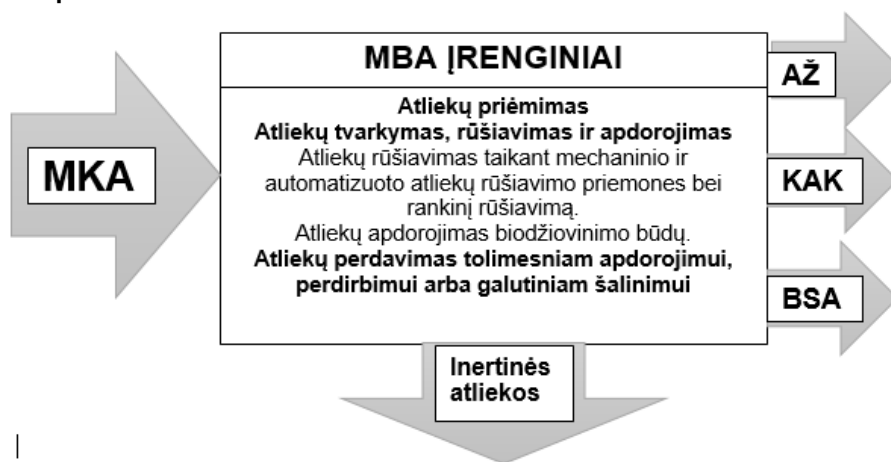 MBA ĮRENGINIAI
AŽ
Atliekų priėmimas
Atliekų tvarkymas, rūšiavimas ir apdorojimas
MKA
Atliekų rūšiavimas taikant mechaninio ir
automatizuoto atliekų rūšiavimo priemones bei
rankinį rūšiavimą.
KAK
Atliekų apdorojimas biodžiovinimo būdų.
Atliekų perdavimas tolimesniam apdorojimui,
perdirbimui arba galutiniam šalinimui
BSA
Inertinės
atliekos